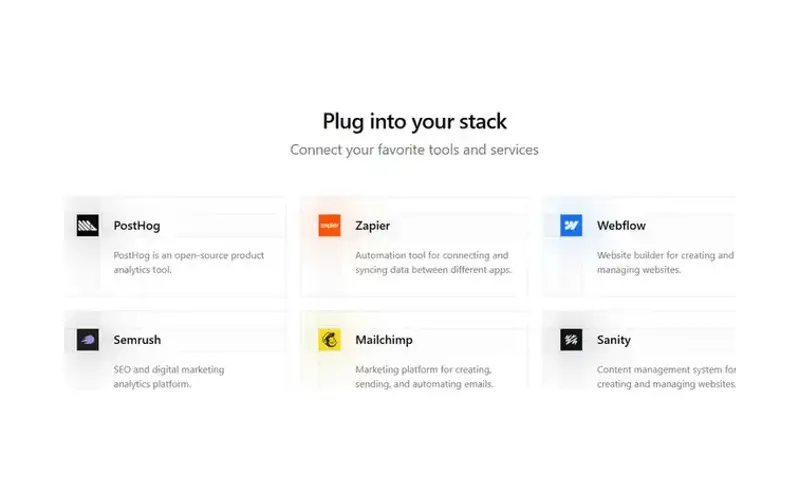 Plug into your stack
Connect your favorite tools and services
PostHog
PostHog is an open-source product
analytics tool.
zapier
Zapier
Automation tool for connecting and
syncing data between different apps.
Webflow
Website builder for creating and
managing websites.
Semrush
SEO and digital marketing
analytics platform.
Mailchimp
Marketing platform for creating,
sending, and automating emails.
Sanity
Content management system for
creating and managing websites.